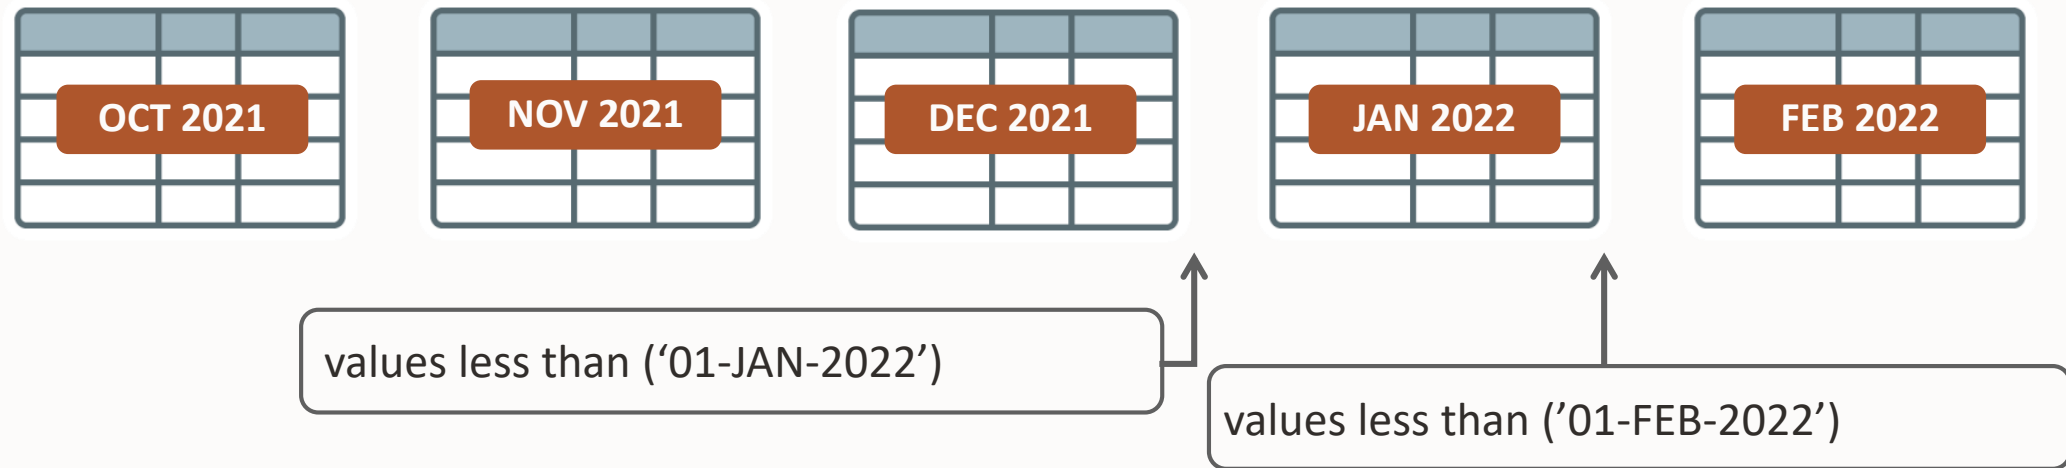 OCT 2021
NOV 2021
DEC 2021
JAN 2022
FEB 2022
values less than (‘01-JAN-2022’)
values less than (’01-FEB-2022’)